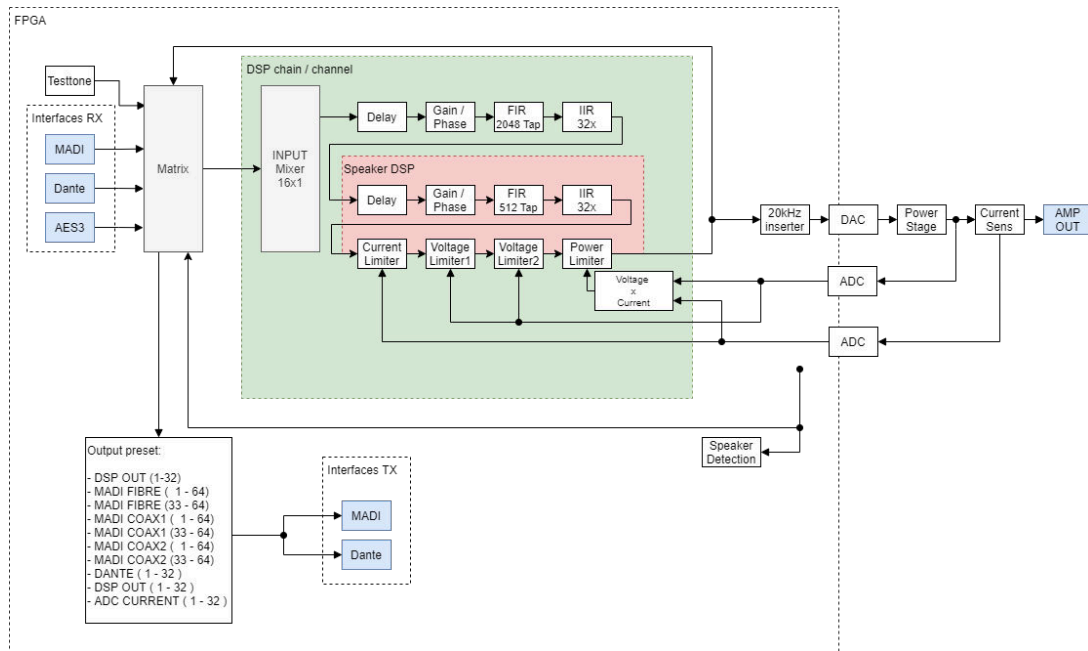 FPGA
DSP chain / channel
Testtone
Interfaces RX
MADI
Dante
AES3
Matrix
INPUT
Mixer
16x1
Delay
Gain /
Phase
FIR
2048 Tap
IIR
32x
Speaker DSP
Delay
Gain /
Phase
FIR
512 Tap
IIR
32x
Current
Limiter
Voltage
Limiter1
Voltage
Limiter2
Power
Limiter
Voltage
x
Current
20kHz
inserter
DAC
Power
Stage
Current
Sens
AMP
OUT
ADC
ADC
Speaker
Detection
Output preset:
- DSP OUT (1-32)
- MADI FIBRE ( 1 - 64)
- MADI FIBRE (33 - 64)
- MADI COAX1 ( 1 - 64)
- MADI COAX1 (33 - 64)
- MADI COAX2 ( 1 - 64)
- MADI COAX2 (33 - 64)
- DANTE ( 1 - 32 )
- DSP OUT ( 1 - 32 )
- ADC CURRENT ( 1 - 32 )
Interfaces TX
MADI
Dante